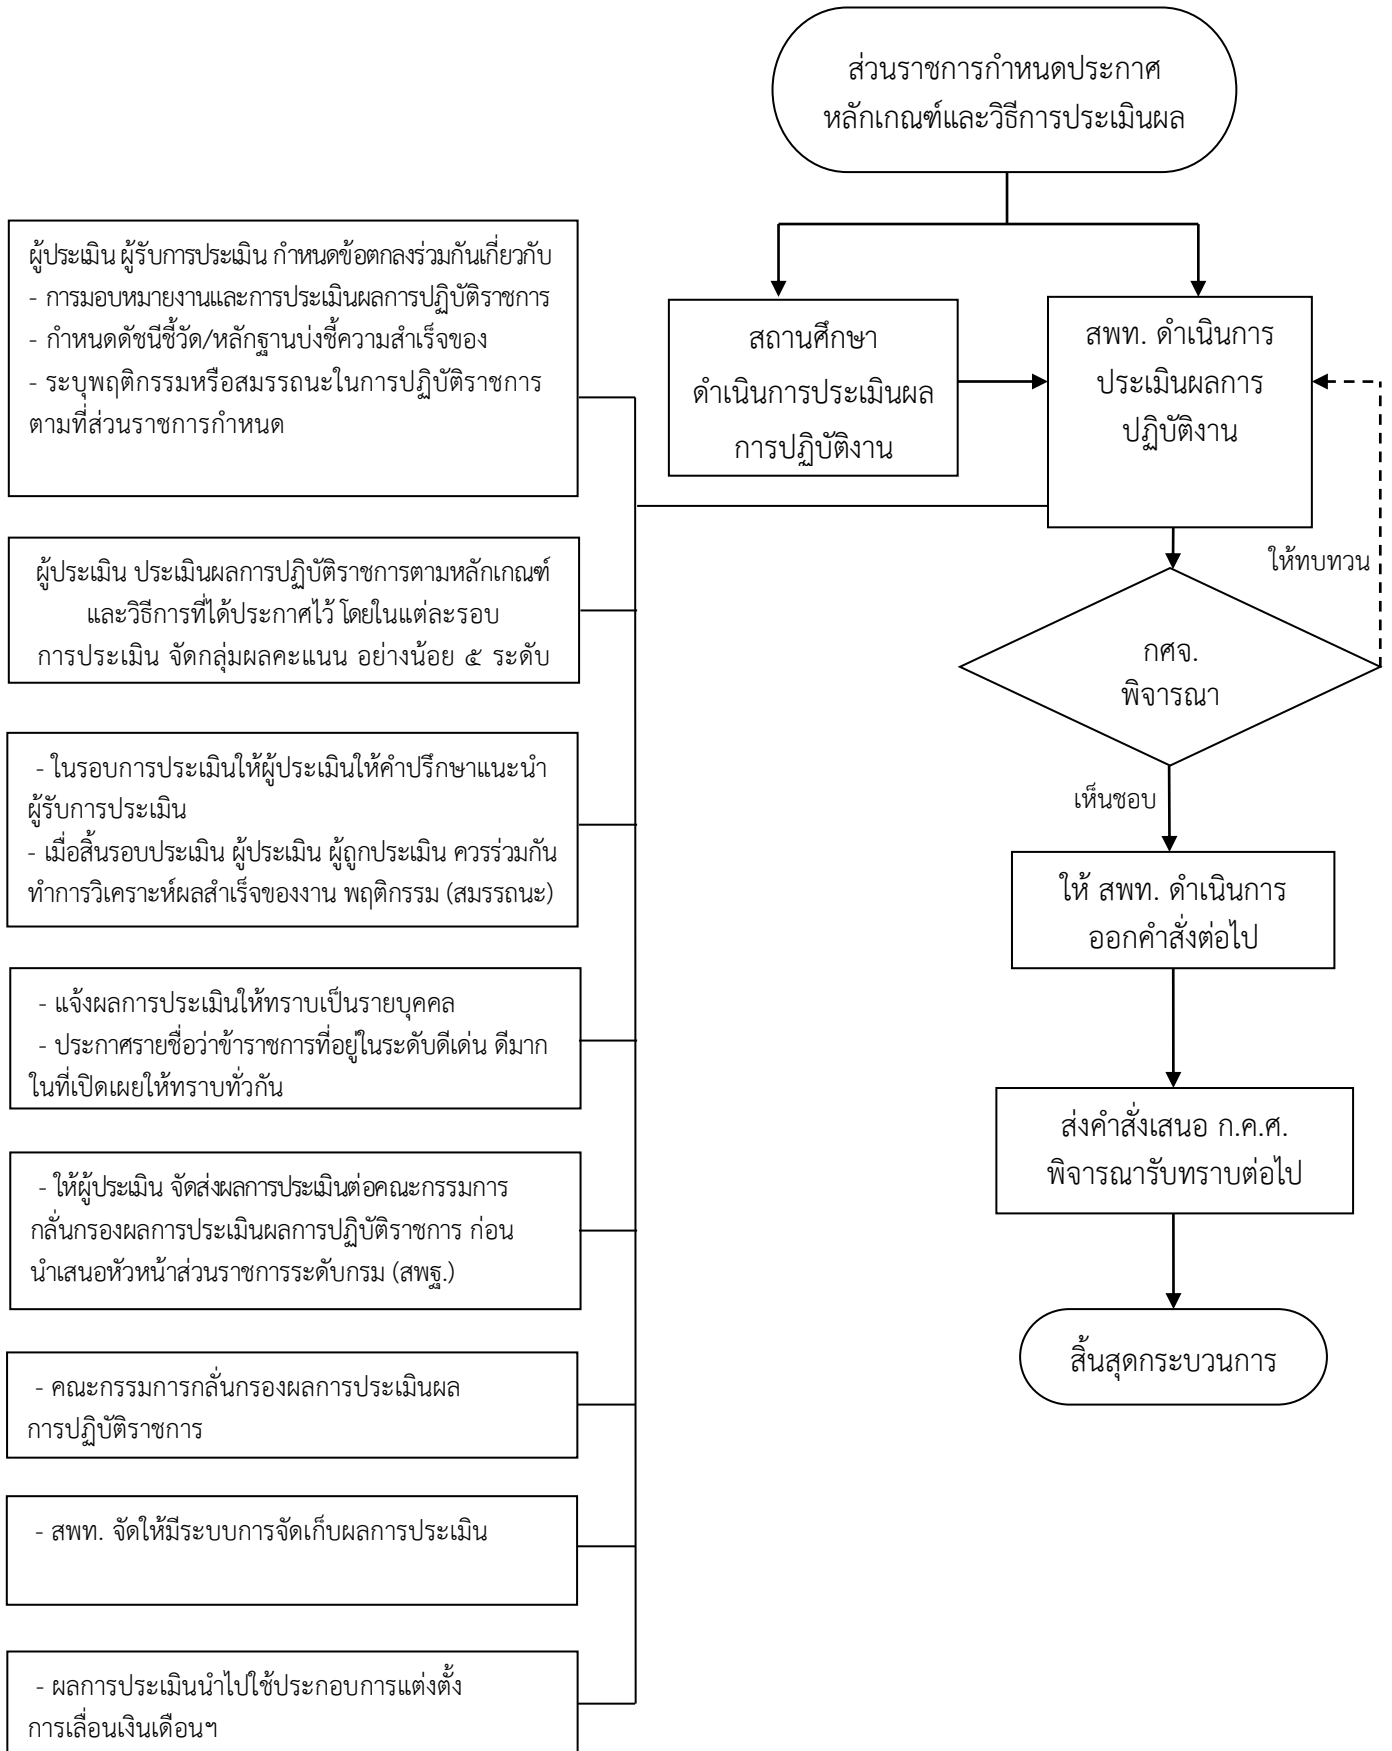 ส่วนราชการกำหนดประกาศ
หลักเกณฑ์และวิธีการประเมินผล
สถานศึกษา
ดำเนินการประเมินผล
การปฏิบัติงาน
สพท. ดำเนินการ
ประเมินผลการ
ปฏิบัติงาน
ให้ทบทวน
กศจ.
พิจารณา
เห็นชอบ
ให้ สพท. ดำเนินการ
ออกคำสั่งต่อไป
ส่งคำสั่งเสนอ ก.ค.ศ.
พิจารณารับทราบต่อไป
สิ้นสุดกระบวนการ
ผู้ประเมิน ผู้รับการประเมิน กำหนดข้อตกลงร่วมกันเกี่ยวกับ
- การมอบหมายงานและการประเมินผลการปฏิบัติราชการ
- กำหนดดัชนีชี้วัด/หลักฐานบ่งชี้ความสำเร็จของ
- ระบุพฤติกรรมหรือสมรรถนะในการปฏิบัติราชการ
ตามที่ส่วนราชการกำหนด
ผู้ประเมิน ประเมินผลการปฏิบัติราชการตามหลักเกณฑ์
และวิธีการที่ได้ประกาศไว้ โดยในแต่ละรอบ
การประเมิน จัดกลุ่มผลคะแนน อย่างน้อย ๕ ระดับ
- ในรอบการประเมินให้ผู้ประเมินให้คำปรึกษาแนะนำ
ผู้รับการประเมิน
- เมื่อสิ้นรอบประเมิน ผู้ประเมิน ผู้ถูกประเมิน ควรร่วมกัน
ทำการวิเคราะห์ผลสำเร็จของงาน พฤติกรรม (สมรรถนะ)
- แจ้งผลการประเมินให้ทราบเป็นรายบุคคล
- ประกาศรายชื่อว่าข้าราชการที่อยู่ในระดับดีเด่น ดีมาก
ในที่เปิดเผยให้ทราบทั่วกัน
- ให้ผู้ประเมิน จัดส่งผลการประเมินต่อคณะกรรมการ
กลั่นกรองผลการประเมินผลการปฏิบัติราชการ ก่อน
นำเสนอหัวหน้าส่วนราชการระดับกรม (สพฐ.)
- คณะกรรมการกลั่นกรองผลการประเมินผล
การปฏิบัติราชการ
- สพท. จัดให้มีระบบการจัดเก็บผลการประเมิน
- ผลการประเมินนำไปใช้ประกอบการแต่งตั้ง
การเลื่อนเงินเดือนฯ